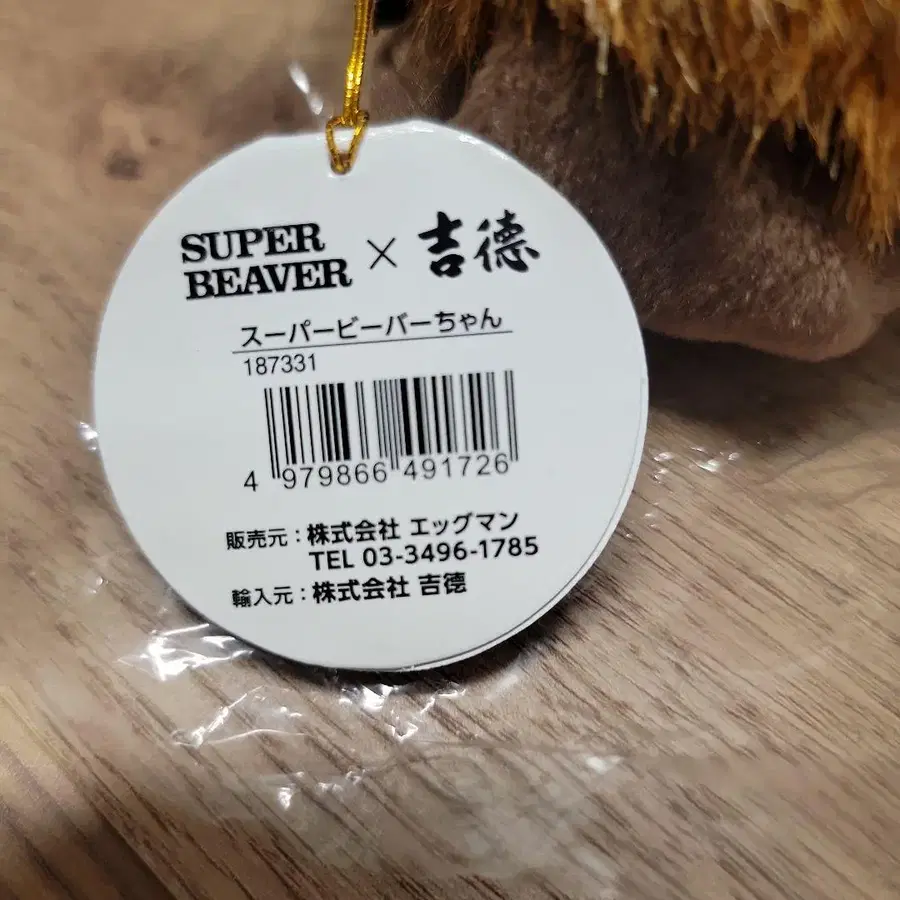 SUPER
BEAVER × 吉德
スーパービーバーちゃん
187331
4 979866 491726
販売元：株式会社 エッグマン
TEL 03-3496-1785
輸入元：株式会社 吉德